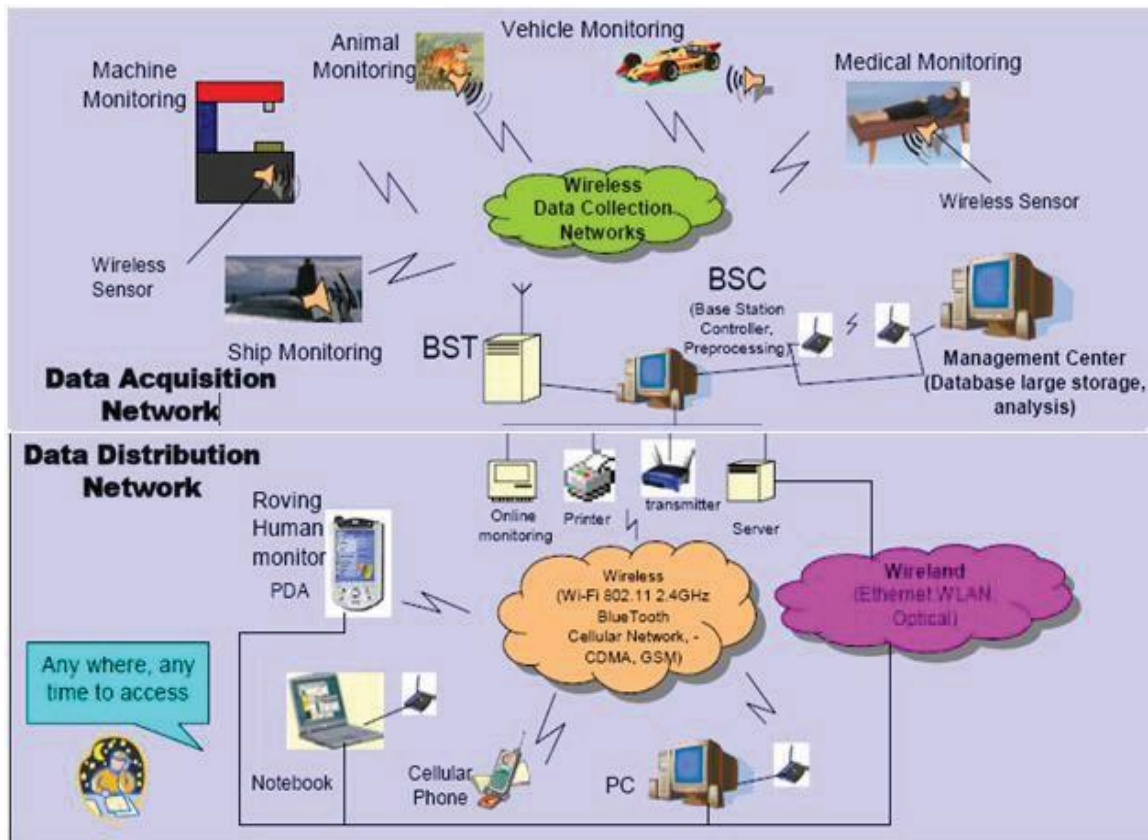 Vehicle Monitoring
Animal
Monitoring
Machine
Monitoring
Medical Monitoring
Wireless
Data Collection
Networks
Wireless Sensor
Wireless
Sensor
Ship Monitoring
BST
BSC
(Base Station
Controller,
Preprocessing)
Management Center
(Database large storage,
analysis)
Data Acquisition
Network
Data Distribution
Network
Online
monitoring
Printer
transmitter
Server
Roving
Human
monitor
PDA
Wireless
(Wi-Fi 802.11 2.4GHz
BlueTooth
Cellular Network, -
CDMA, GSM)
Wireland
(Ethernet WLAN,
Optical)
Any where, any
time to access
Notebook
Cellular
Phone
PC